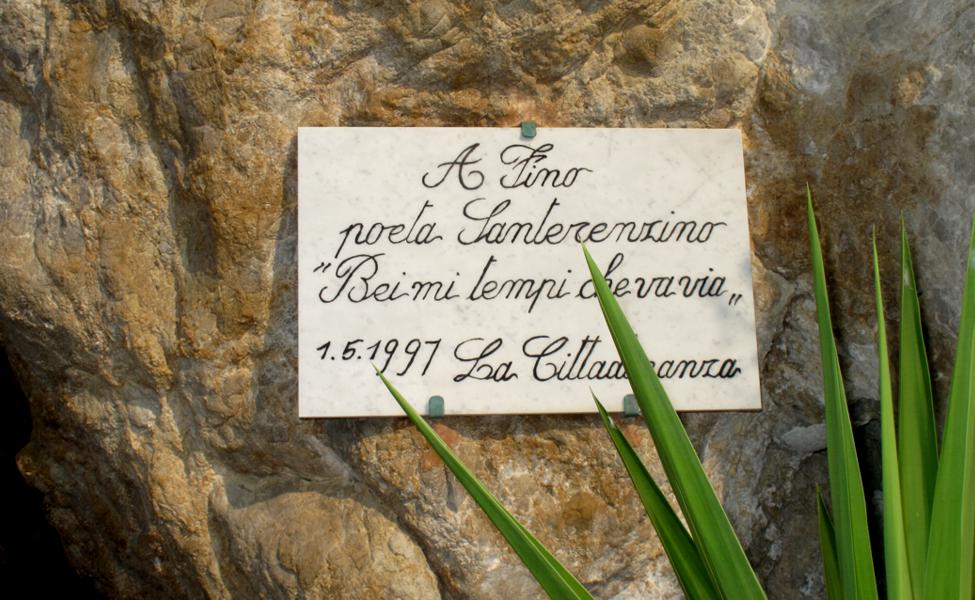 A Fino
poeta Santerenzino
"Bei mi tempi che va via„
1.5.1997 La Cittadinanza